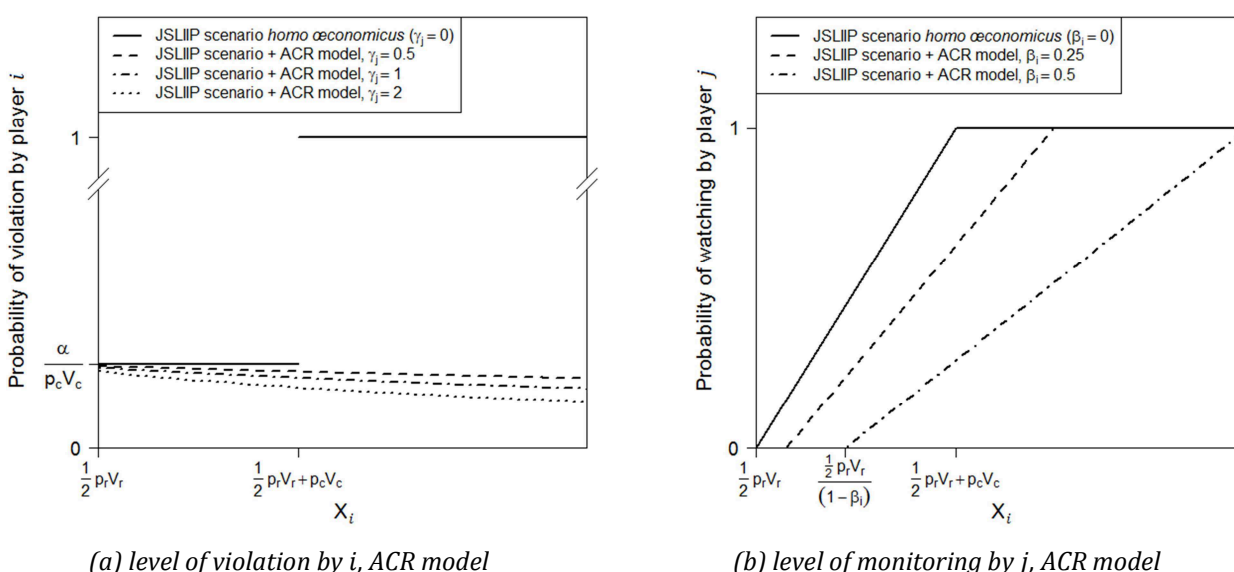 JSLIIP scenario homo œconomicus (γj = 0)
JSLIIP scenario + ACR model, γj = 0.5
JSLIIP scenario + ACR model, γj = 1
JSLIIP scenario + ACR model, γj = 2
Probability of violation by player i
1
α
pcVc
0
1/2 prVr
1/2 prVr + pcVc
Xi
(a) level of violation by i, ACR model
JSLIIP scenario homo œconomicus (βi = 0)
JSLIIP scenario + ACR model, βi = 0.25
JSLIIP scenario + ACR model, βi = 0.5
Probability of watching by player j
1
0
1/2 prVr
1/2 prVr
(1 − βi)
1/2 prVr + pcVc
Xi
(b) level of monitoring by j, ACR model